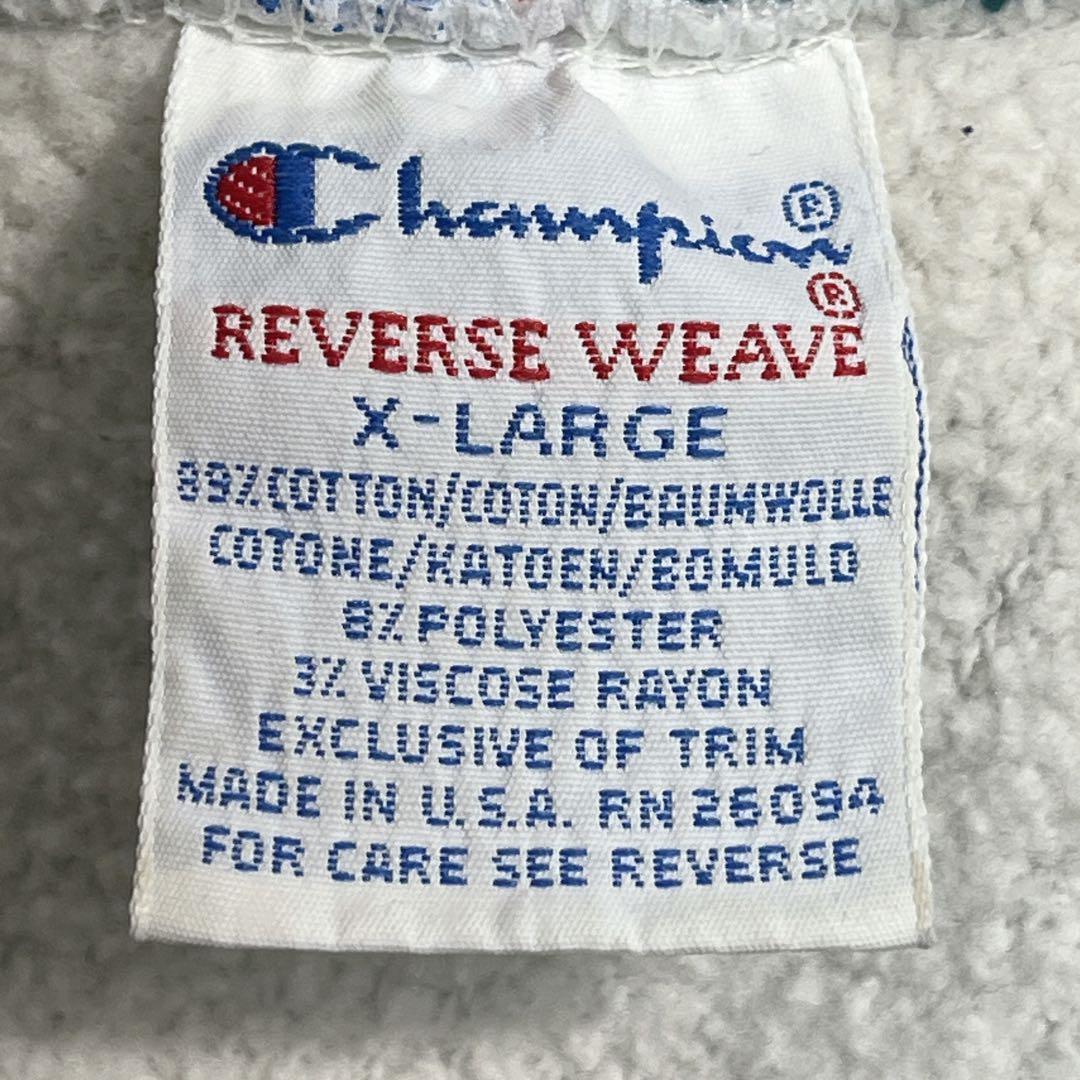 Champion®
REVERSE WEAVE®
X-LARGE
89% COTTON/COTON/BAUMWOLLE
COTONE/KATOEN/BOMULD
8% POLYESTER
3% VISCOSE RAYON
EXCLUSIVE OF TRIM
MADE IN U.S.A. RN 26094
FOR CARE SEE REVERSE